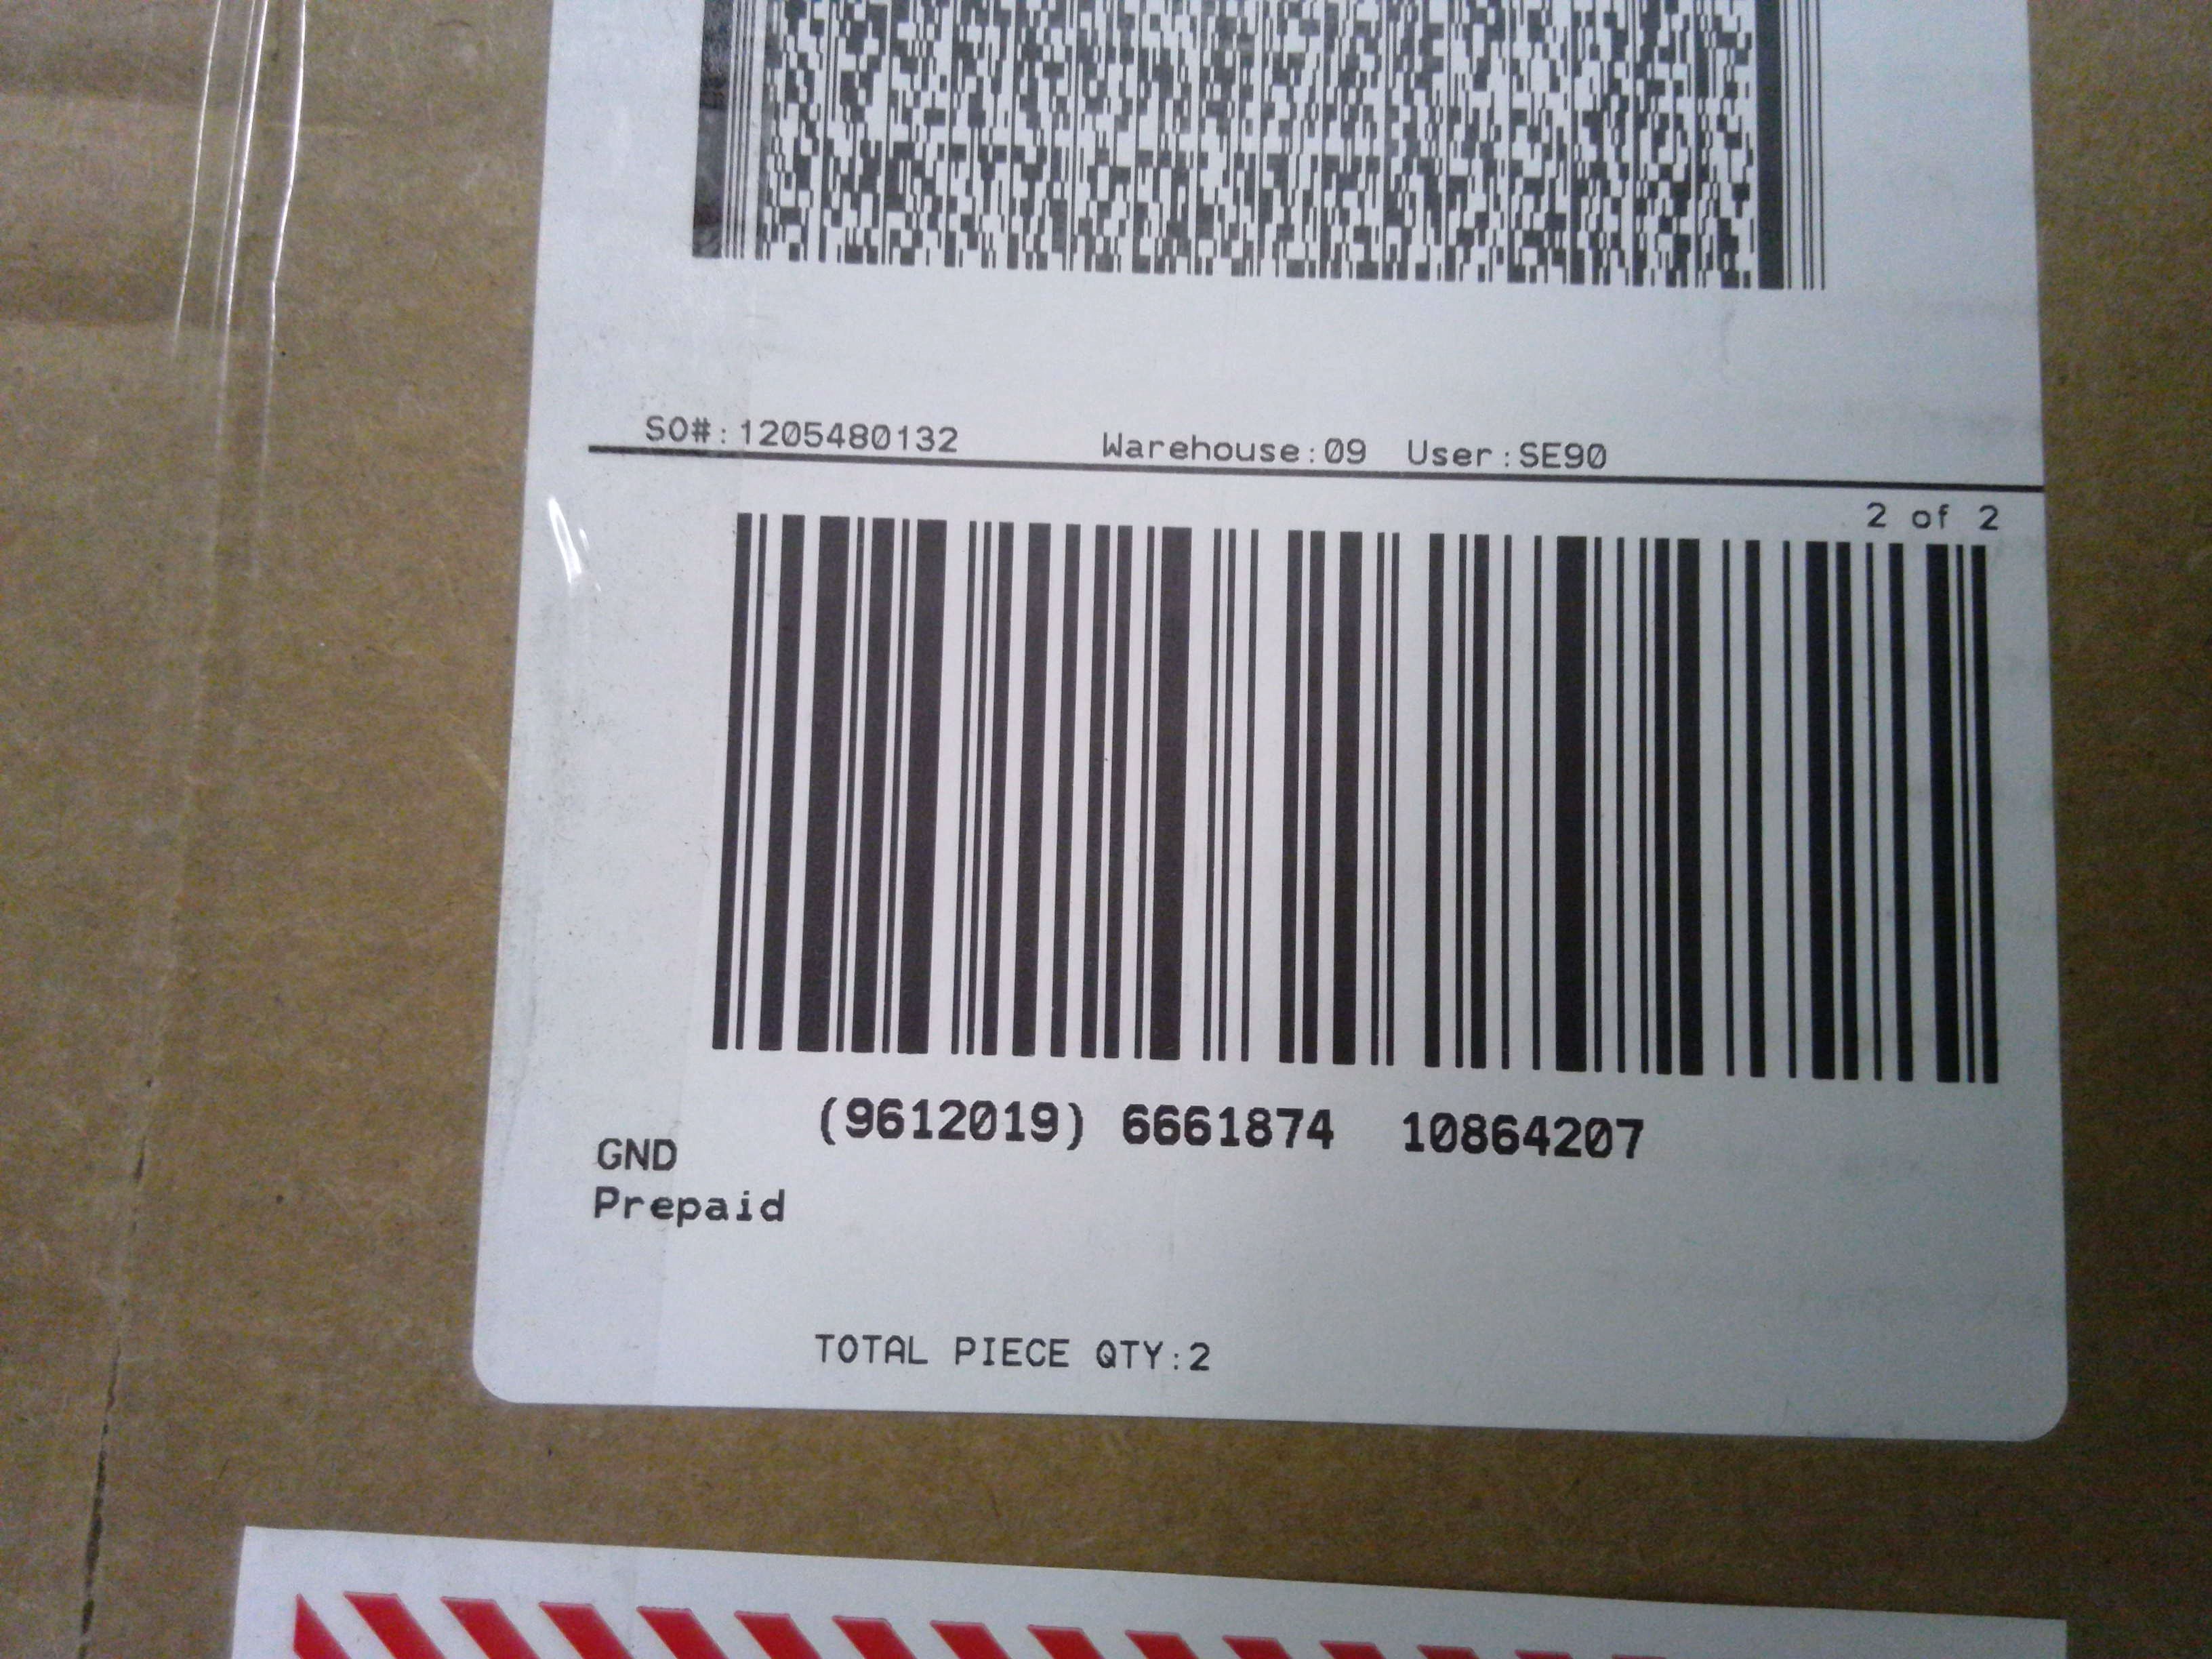 SO#:1205480132 Warehouse:09 User:SE90
2 of 2
(9612019) 6661874 10864207
GND
Prepaid
TOTAL PIECE QTY:2